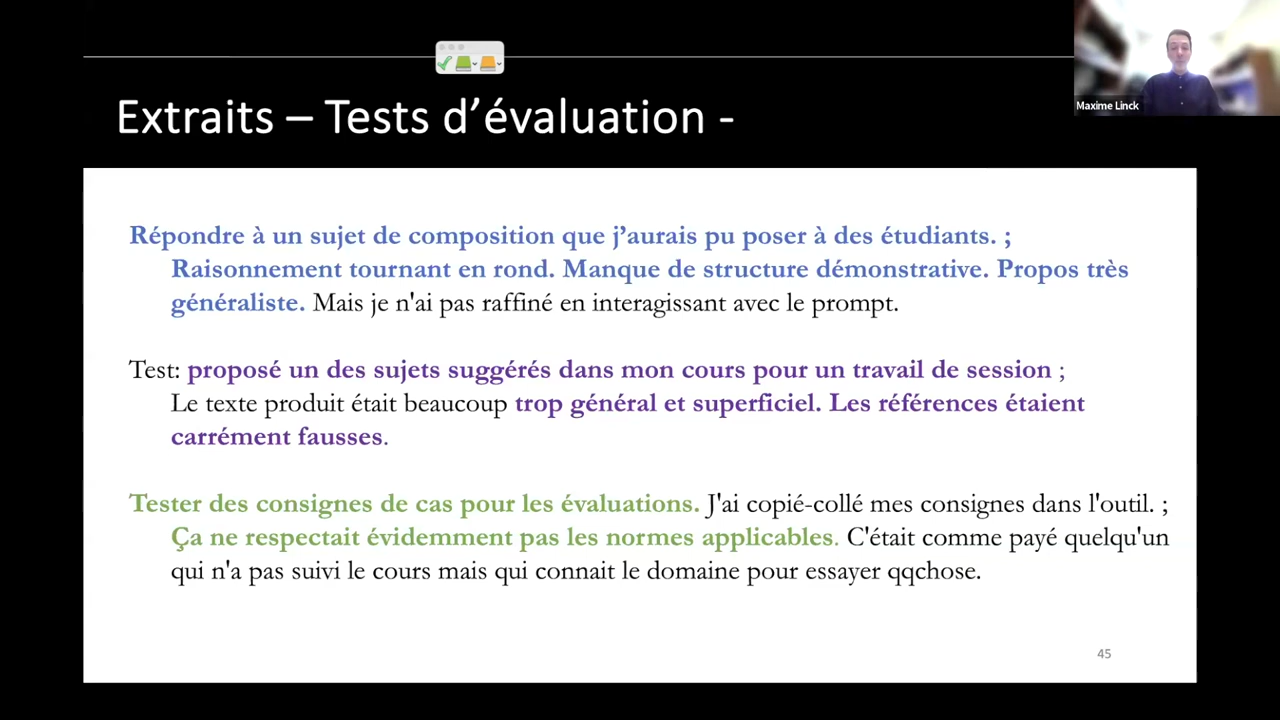 Maxime Linck
Extraits – Tests d’évaluation -
Répondre à un sujet de composition que j’aurais pu poser à des étudiants. ;
Raisonnement tournant en rond. Manque de structure démonstrative. Propos très
généraliste. Mais je n'ai pas raffiné en interagissant avec le prompt.
Test: proposé un des sujets suggérés dans mon cours pour un travail de session ;
Le texte produit était beaucoup trop général et superficiel. Les références étaient
carrément fausses.
Tester des consignes de cas pour les évaluations. J'ai copié-collé mes consignes dans l'outil. ;
Ça ne respectait évidemment pas les normes applicables. C'était comme payé quelqu'un
qui n'a pas suivi le cours mais qui connait le domaine pour essayer qqchose.
45